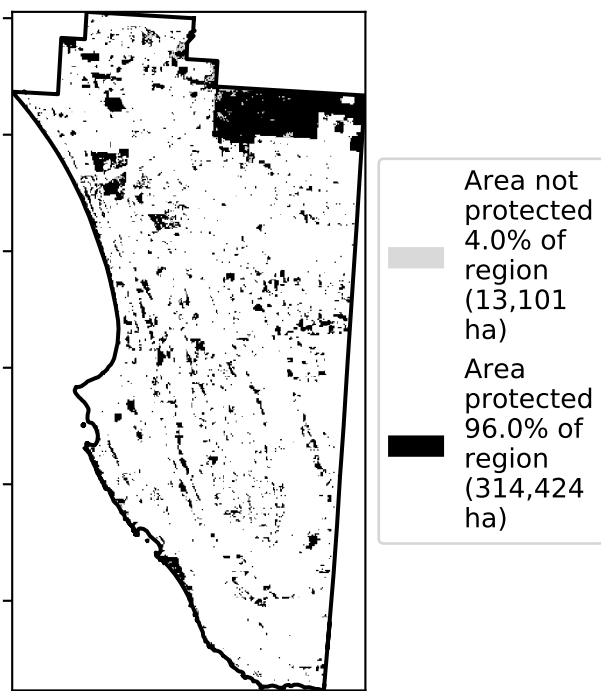 Area not
protected
4.0% of
region
(13,101
ha)
Area
protected
96.0% of
region
(314,424
ha)